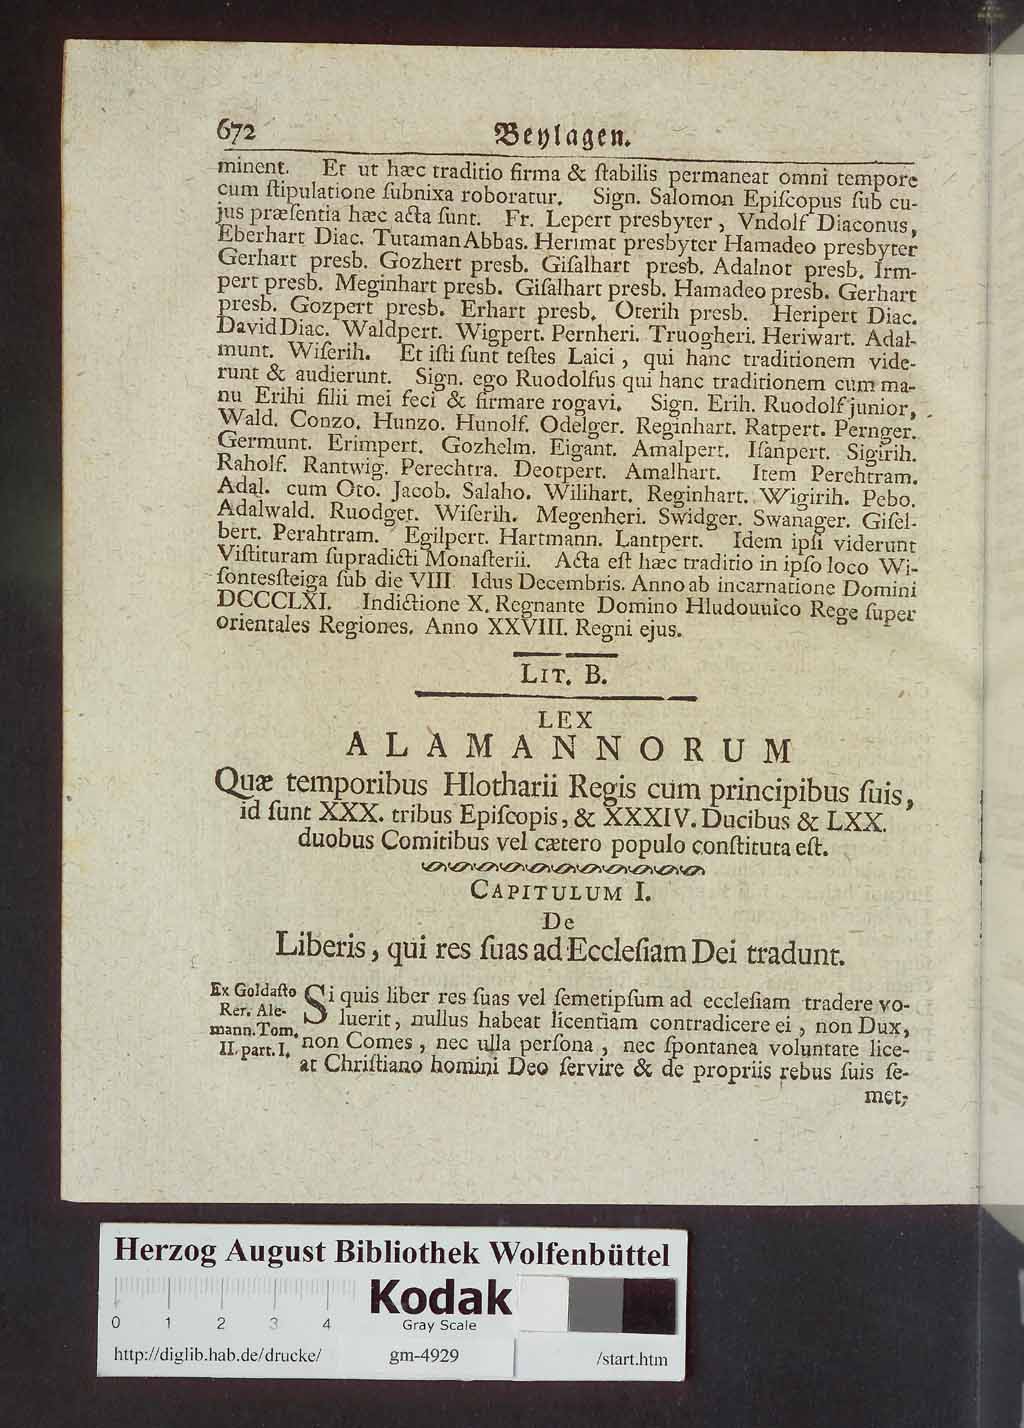 672 Beylagen.
minent. Et ut hæc traditio firma & ſtabilis permaneat omni tempore
cum ſtipulatione ſubnixa roboratur. Sign. Salomon Epiſcopus ſub cu-
jus præſentia hæc acta ſunt. Fr. Lepert presbyter, Vndolf Diaconus,
Eberhart Diac. Tutaman Abbas. Herimat presbyter Hamadeo presbyter
Gerhart presb. Gozhert presb. Giſalhart presb. Adalnot presb. Irm-
pert presb. Meginhart presb. Giſalhart presb. Hamadeo presb. Gerhart
presb. Gozpert presb. Erhart presb. Oterih presb. Heripert Diac.
David Diac. Waldpert. Wigpert. Pernheri. Truogheri. Heriwart. Adal-
munt. Wiſerih. Et iſti ſunt teſtes Laici, qui hanc traditionem vide-
runt & audierunt. Sign. ego Ruodolfus qui hanc traditionem cum ma-
nu Erihi filii mei feci & firmare rogavi. Sign. Erih. Ruodolf junior,
Wald. Conzo. Hunzo. Hunolf. Odelger. Reginhart. Ratpert. Pernger.
Germunt. Erimpert. Gozhelm. Eigant. Amalpert. Iſanpert. Sigirih.
Raholf. Rantwig. Perechtra. Deotpert. Amalhart. Item Perchtram.
Adal. cum Oto. Jacob. Salaho. Wilihart. Reginhart. Wigirih. Pebo.
Adalwald. Ruodget. Wiſerih. Megenheri. Swidger. Swanager. Giſel-
bert. Perahtram. Egilpert. Hartmann. Lantpert. Idem ipſi viderunt
Viſtituram ſupradicti Monaſterii. Acta eſt hæc traditio in ipſo loco Wi-
ſontesſteiga ſub die VIII Idus Decembris. Anno ab incarnatione Domini
DCCCLXI. Indictione X. Regnante Domino Hludouuico Rege ſuper
orientales Regiones. Anno XXVIII. Regni ejus.
LIT. B.
LEX
ALAMANNORUM
Quæ temporibus Hlotharii Regis cum principibus ſuis,
id ſunt XXX. tribus Epiſcopis, & XXXIV. Ducibus & LXX.
duobus Comitibus vel cætero populo conſtituta eſt.
CAPITULUM I.
De
Liberis, qui res ſuas ad Eccleſiam Dei tradunt.
Ex Goldaſto
Rer. Ale-
mann. Tom.
II. part. I.
Si quis liber res ſuas vel ſemetipſum ad eccleſiam tradere vo-
luerit, nullus habeat licentiam contradicere ei, non Dux,
non Comes, nec ulla perſona, nec ſpontanea voluntate lice-
at Chriſtiano homini Deo ſervire & de propriis rebus ſuis ſe-
met;
Herzog August Bibliothek Wolfenbüttel
Kodak
Gray Scale
0 1 2 3 4
http://diglib.hab.de/drucke/ gm-4929 /start.htm